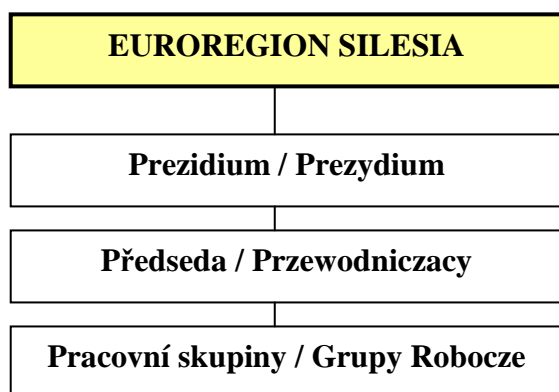 EUROREGION SILESIA
Prezidium / Prezydium
Předseda / Przewodniczacy
Pracovní skupiny / Grupy Robocze